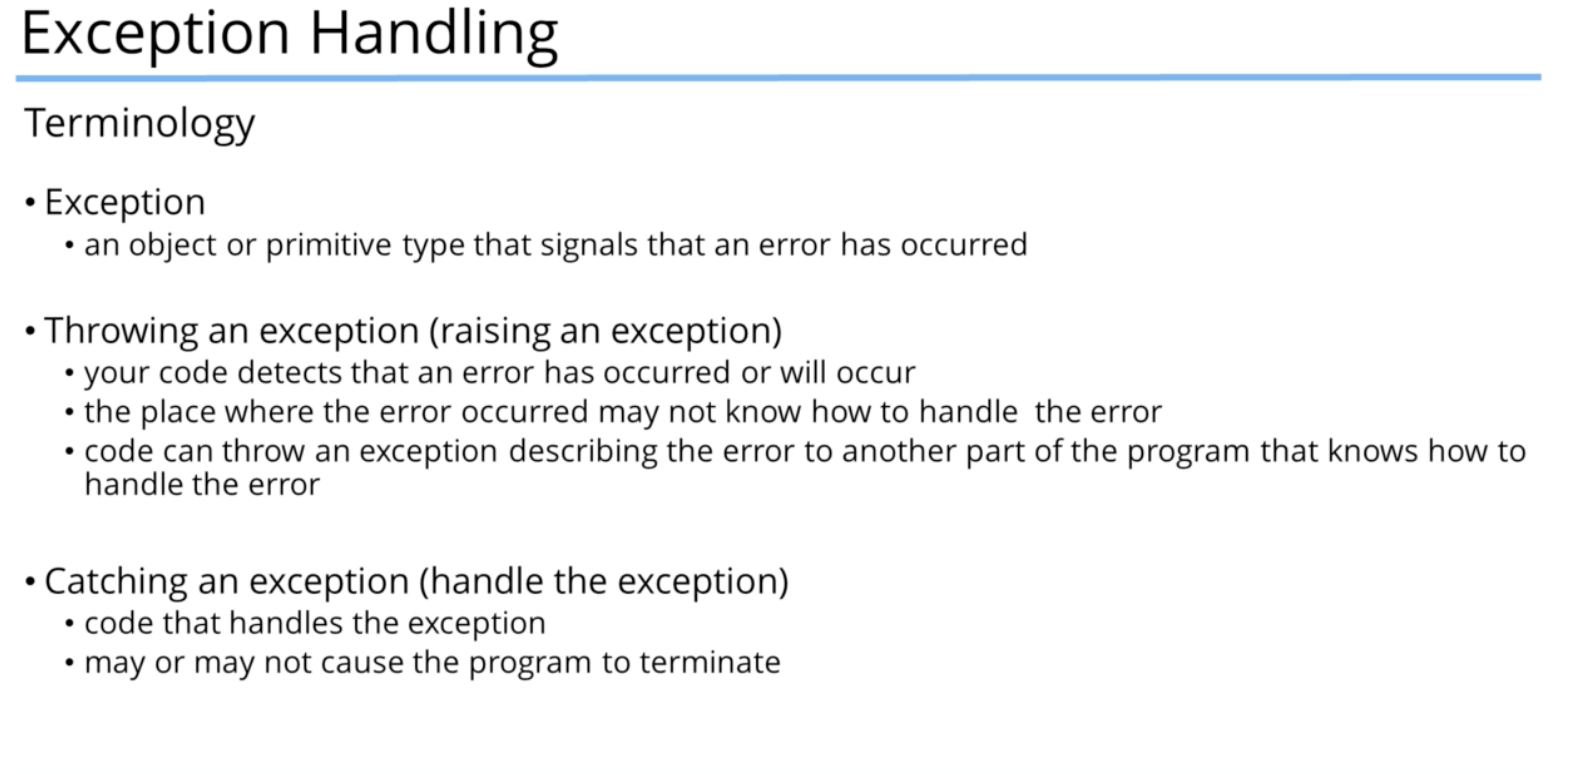 Exception Handling
Terminology
• Exception
• an object or primitive type that signals that an error has occurred
• Throwing an exception (raising an exception)
• your code detects that an error has occurred or will occur
• the place where the error occurred may not know how to handle  the error
• code can throw an exception describing the error to another part of the program that knows how to
handle the error
• Catching an exception (handle the exception)
• code that handles the exception
• may or may not cause the program to terminate